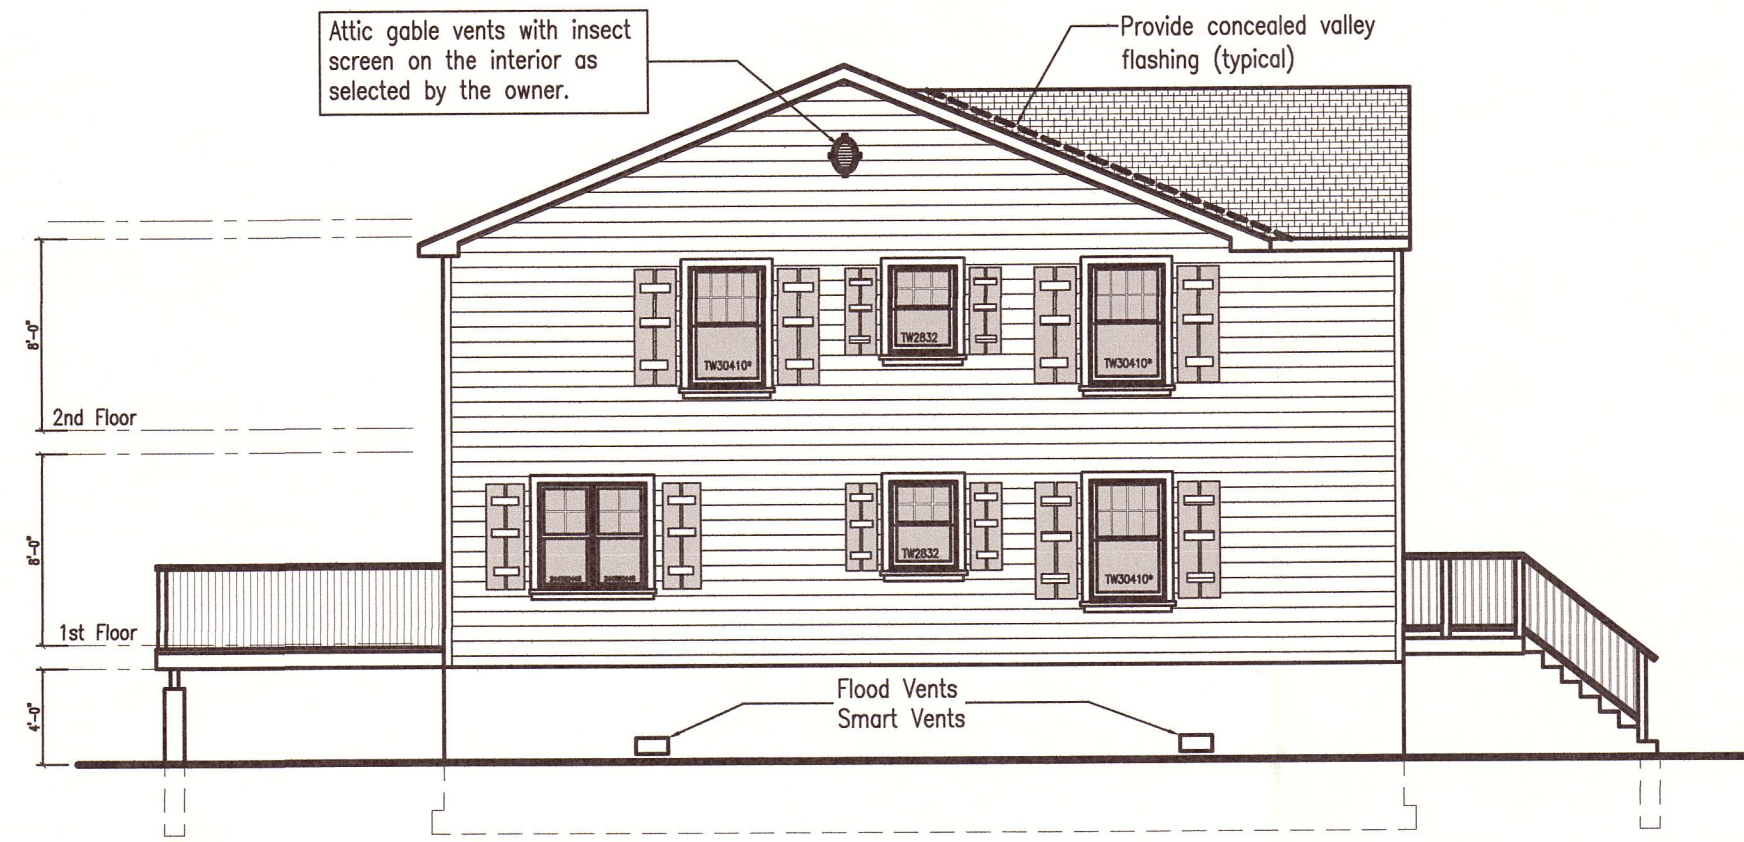 Attic gable vents with insect
screen on the interior as
selected by the owner.
Provide concealed valley
flashing (typical)
8'-0"
TW30410*
TW2832
TW30410*
2nd Floor
8'-0"
TW2832
TW30410*
1st Floor
4'-0"
Flood Vents
Smart Vents